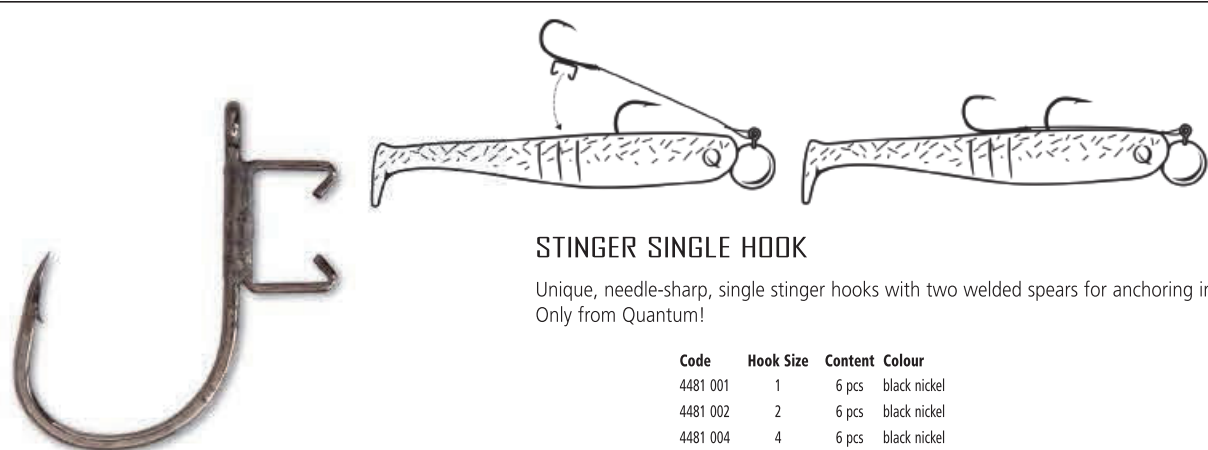 STINGER SINGLE HOOK
Unique, needle-sharp, single stinger hooks with two welded spears for anchoring
Only from Quantum!
Code Hook Size Content Colour
4481 001 1 6 pcs black nickel
4481 002 2 6 pcs black nickel
4481 004 4 6 pcs black nickel